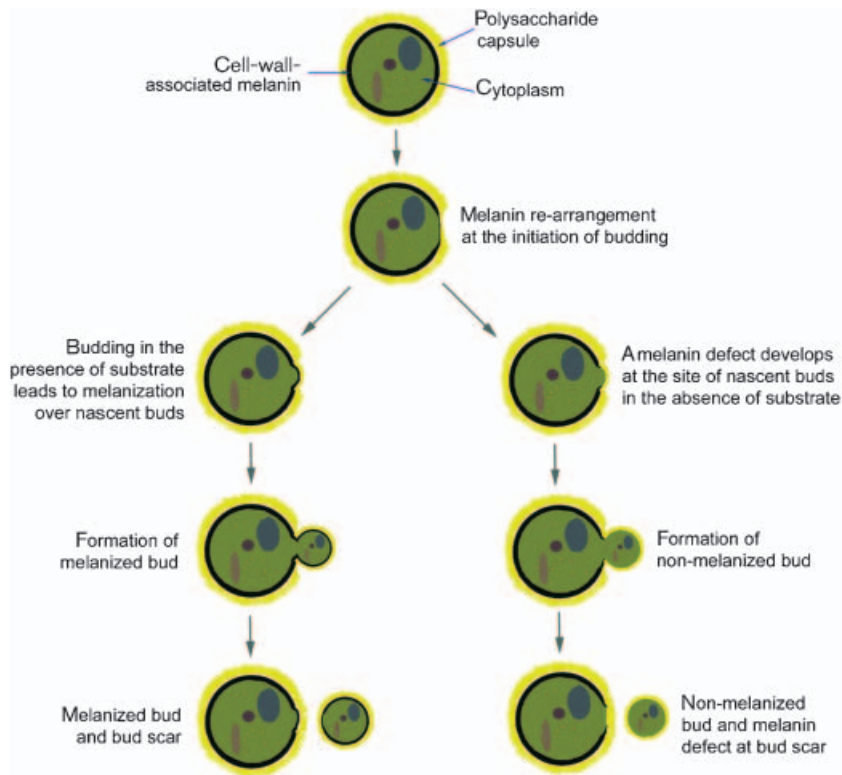 Polysaccharide
capsule
Cell-wall-
associated melanin
Cytoplasm
Melanin re-arrangement
at the initiation of budding
Budding in the
presence of substrate
leads to melanization
over nascent buds
A melanin defect develops
at the site of nascent buds
in the absence of substrate
Formation of
melanized bud
Formation of
non-melanized bud
Melanized bud
and bud scar
Non-melanized
bud and melanin
defect at bud scar